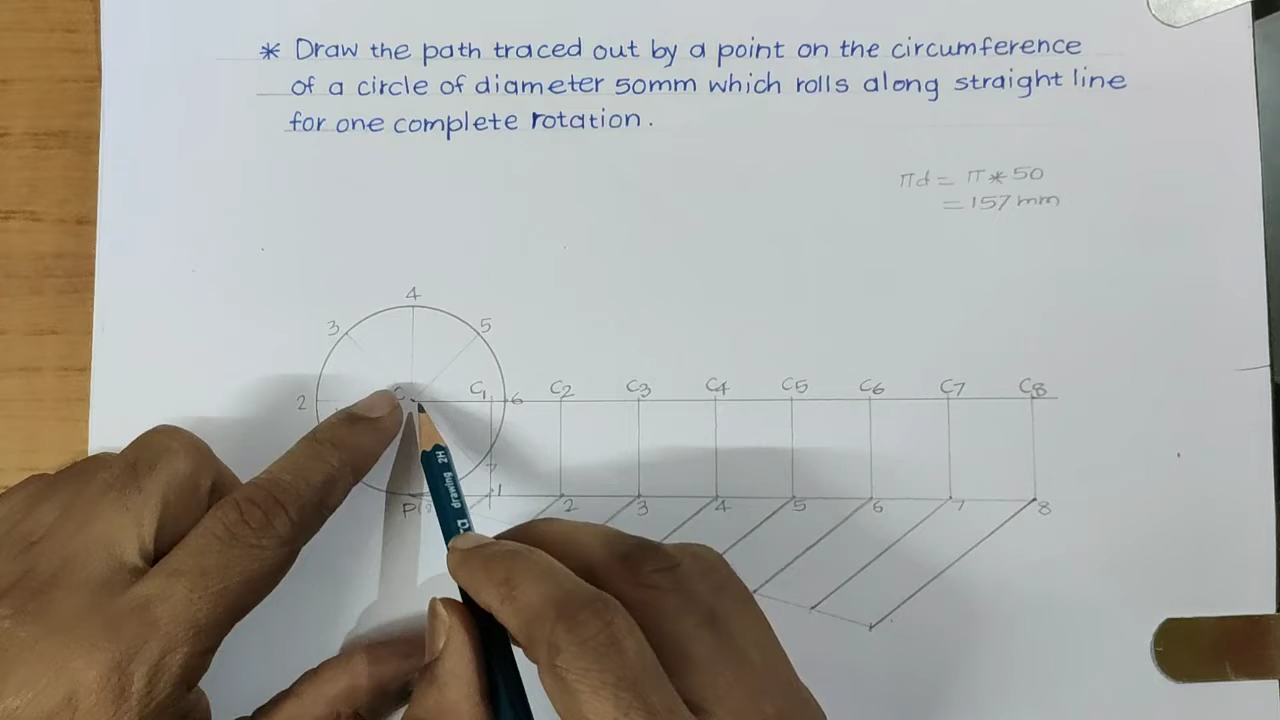 * Draw the path traced out by a point on the circumference
of a circle of diameter 50mm which rolls along straight line
for one complete rotation.
πd = π * 50
= 157 mm
4
3 5
2 C C1 6 C2 C3 C4 C5 C6 C7 C8
7
P(8 1 2 3 4 5 6 7 8
2H
drawing